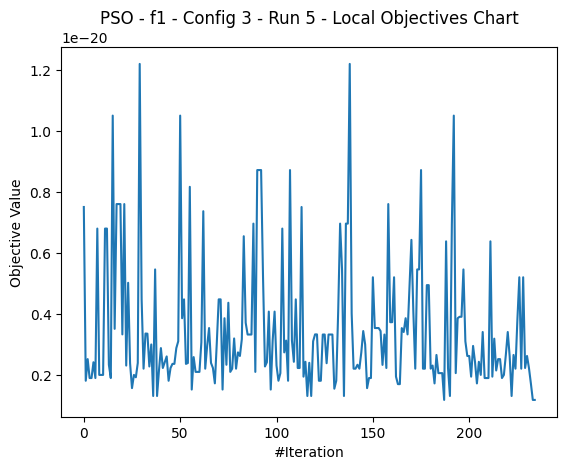 PSO - f1 - Config 3 - Run 5 - Local Objectives Chart
1e−20
1.2
1.0
0.8
0.6
0.4
0.2
Objective Value
0
50
100
150
200
#Iteration